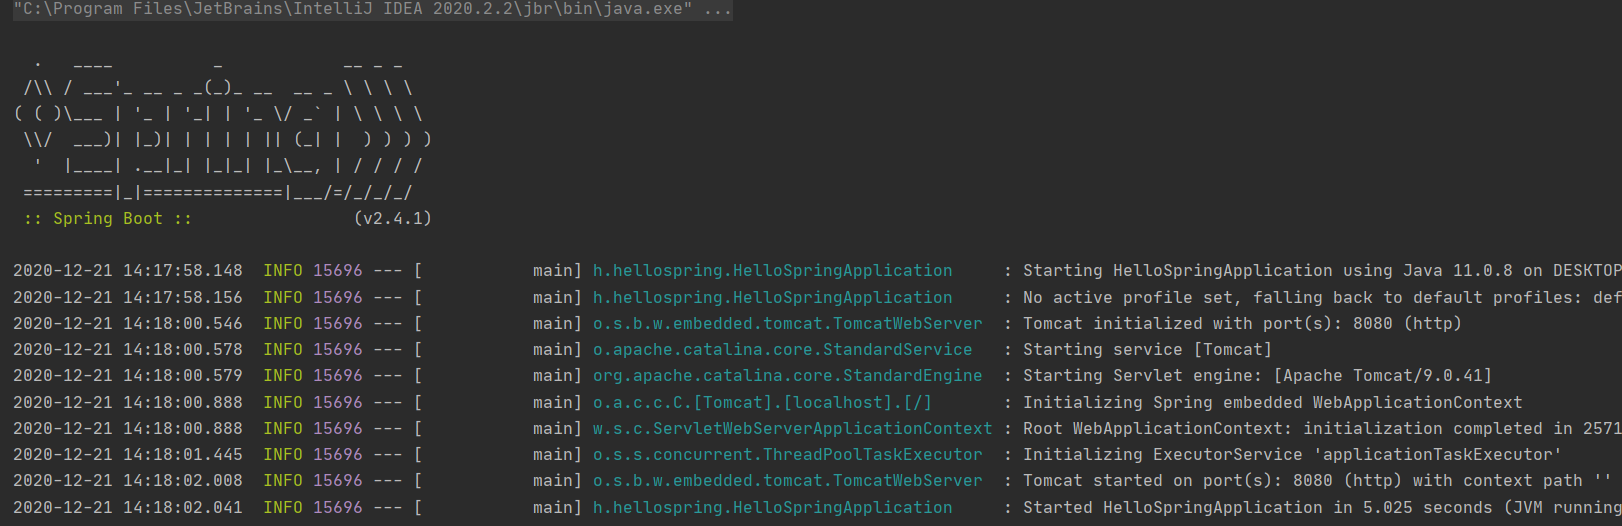 "C:\Program Files\JetBrains\IntelliJ IDEA 2020.2.2\jbr\bin\java.exe" ...
  .   ____          _            __ _ _
 /\\ / ___'_ __ _ _(_)_ __  __ _ \ \ \ \
( ( )\___ | '_ | '_| | '_ \/ _` | \ \ \ \
 \\/  ___)| |_)| | | | | || (_| |  ) ) ) )
  '  |____| .__|_| |_|_| |_\__, | / / / /
 =========|_|==============|___/=/_/_/_/
 :: Spring Boot ::                (v2.4.1)
2020-12-21 14:17:58.148  INFO 15696 --- [           main] h.hellospring.HelloSpringApplication     : Starting HelloSpringApplication using Java 11.0.8 on DESKTOP
2020-12-21 14:17:58.156  INFO 15696 --- [           main] h.hellospring.HelloSpringApplication     : No active profile set, falling back to default profiles: def
2020-12-21 14:18:00.546  INFO 15696 --- [           main] o.s.b.w.embedded.tomcat.TomcatWebServer  : Tomcat initialized with port(s): 8080 (http)
2020-12-21 14:18:00.578  INFO 15696 --- [           main] o.apache.catalina.core.StandardService   : Starting service [Tomcat]
2020-12-21 14:18:00.579  INFO 15696 --- [           main] org.apache.catalina.core.StandardEngine  : Starting Servlet engine: [Apache Tomcat/9.0.41]
2020-12-21 14:18:00.888  INFO 15696 --- [           main] o.a.c.c.C.[Tomcat].[localhost].[/]       : Initializing Spring embedded WebApplicationContext
2020-12-21 14:18:00.888  INFO 15696 --- [           main] w.s.c.ServletWebServerApplicationContext : Root WebApplicationContext: initialization completed in 2571
2020-12-21 14:18:01.445  INFO 15696 --- [           main] o.s.s.concurrent.ThreadPoolTaskExecutor  : Initializing ExecutorService 'applicationTaskExecutor'
2020-12-21 14:18:02.008  INFO 15696 --- [           main] o.s.b.w.embedded.tomcat.TomcatWebServer  : Tomcat started on port(s): 8080 (http) with context path ''
2020-12-21 14:18:02.041  INFO 15696 --- [           main] h.hellospring.HelloSpringApplication     : Started HelloSpringApplication in 5.025 seconds (JVM running